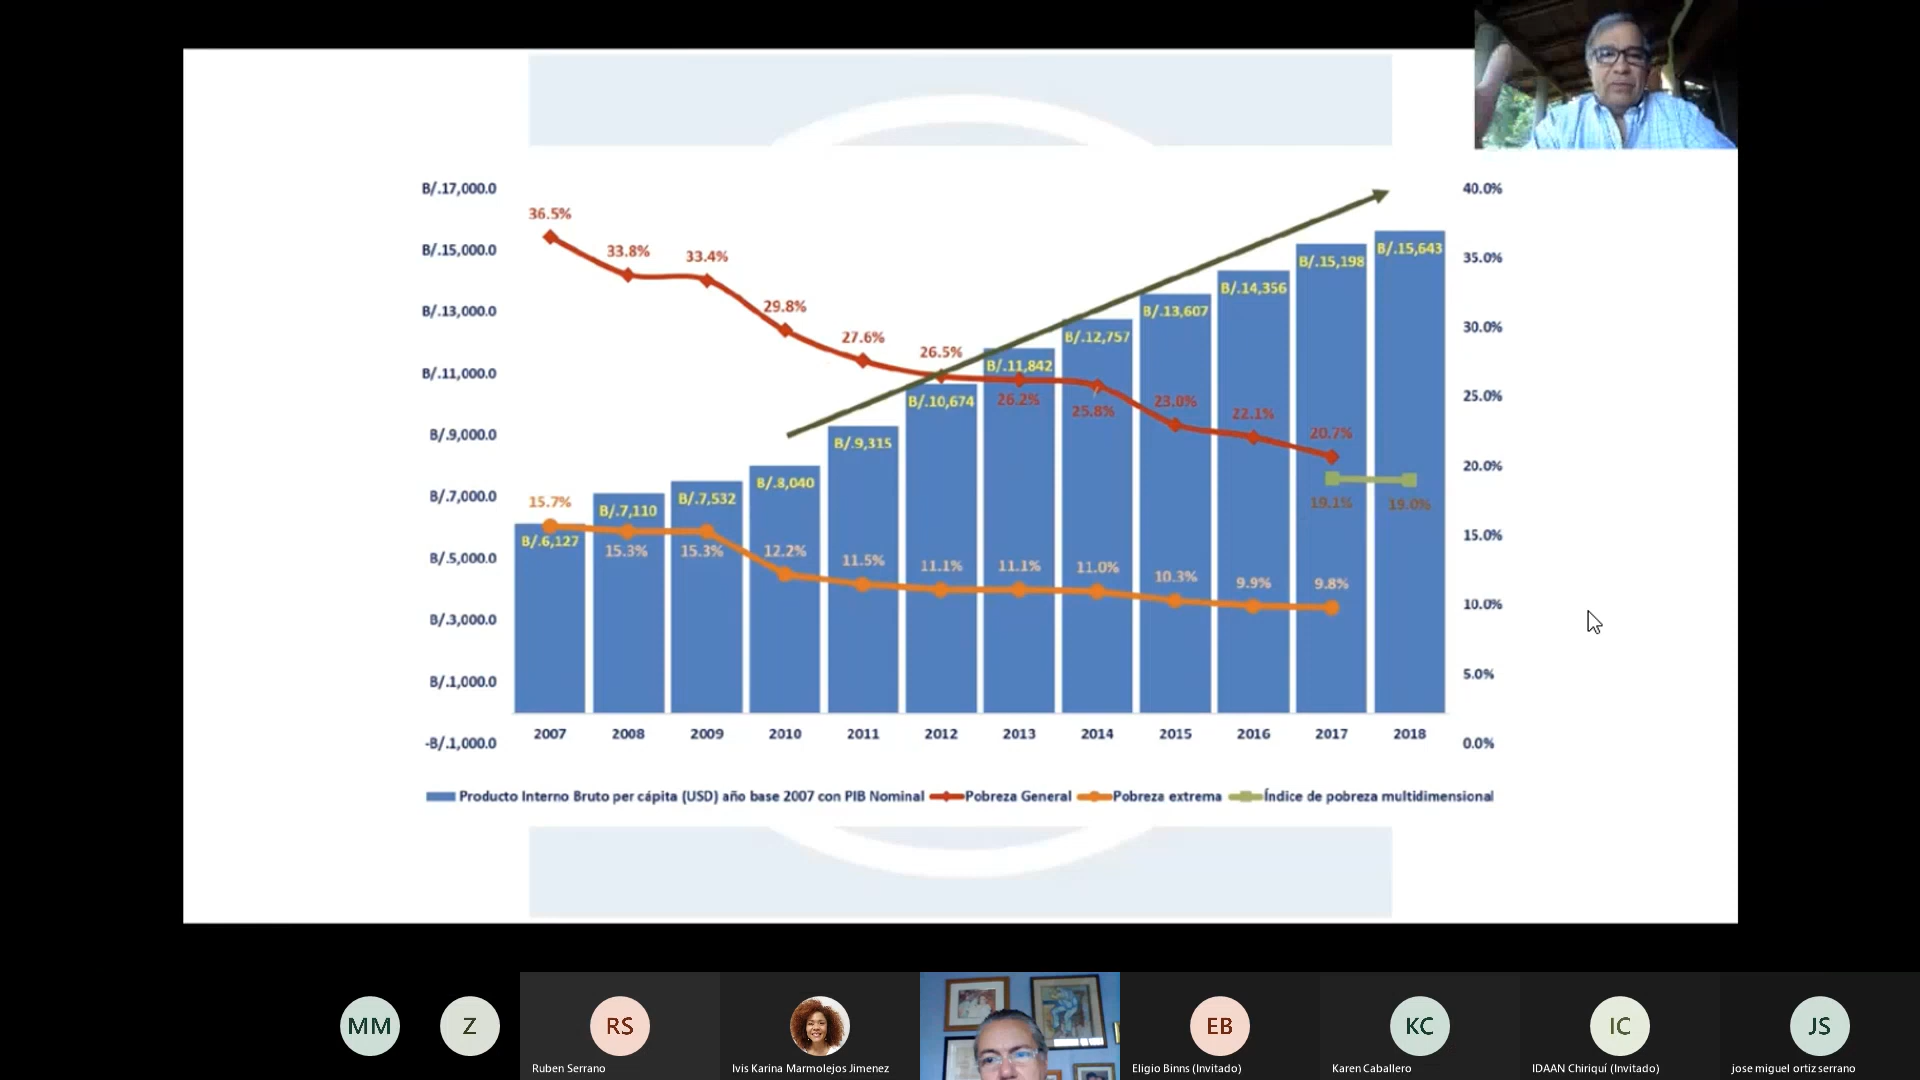 B/.17,000.0
B/.15,000.0
B/.13,000.0
B/.11,000.0
B/.9,000.0
B/.7,000.0
B/.5,000.0
B/.3,000.0
B/.1,000.0
-B/.1,000.0
40.0%
35.0%
30.0%
25.0%
20.0%
15.0%
10.0%
5.0%
0.0%
36.5%
33.8%
33.4%
29.8%
27.6%
26.5%
26.2%
25.8%
23.0%
22.1%
20.7%
B/.6,127
B/.7,110
B/.7,532
B/.8,040
B/.9,315
B/.10,674
B/.11,842
B/.12,757
B/.13,607
B/.14,356
B/.15,198
B/.15,643
19.1%
19.0%
15.7%
15.3%
15.3%
12.2%
11.5%
11.1%
11.1%
11.0%
10.3%
9.9%
9.8%
2007 2008 2009 2010 2011 2012 2013 2014 2015 2016 2017 2018
Producto Interno Bruto per cápita (USD) año base 2007 con PIB Nominal Pobreza General Pobreza extrema Índice de pobreza multidimensional
MM
Z
RS
Ruben Serrano
Ivis Karina Marmolejos Jimenez
EB
Eligio Binns (Invitado)
KC
Karen Caballero
IC
IDAAN Chiriquí (Invitado)
JS
jose miguel ortiz serrano